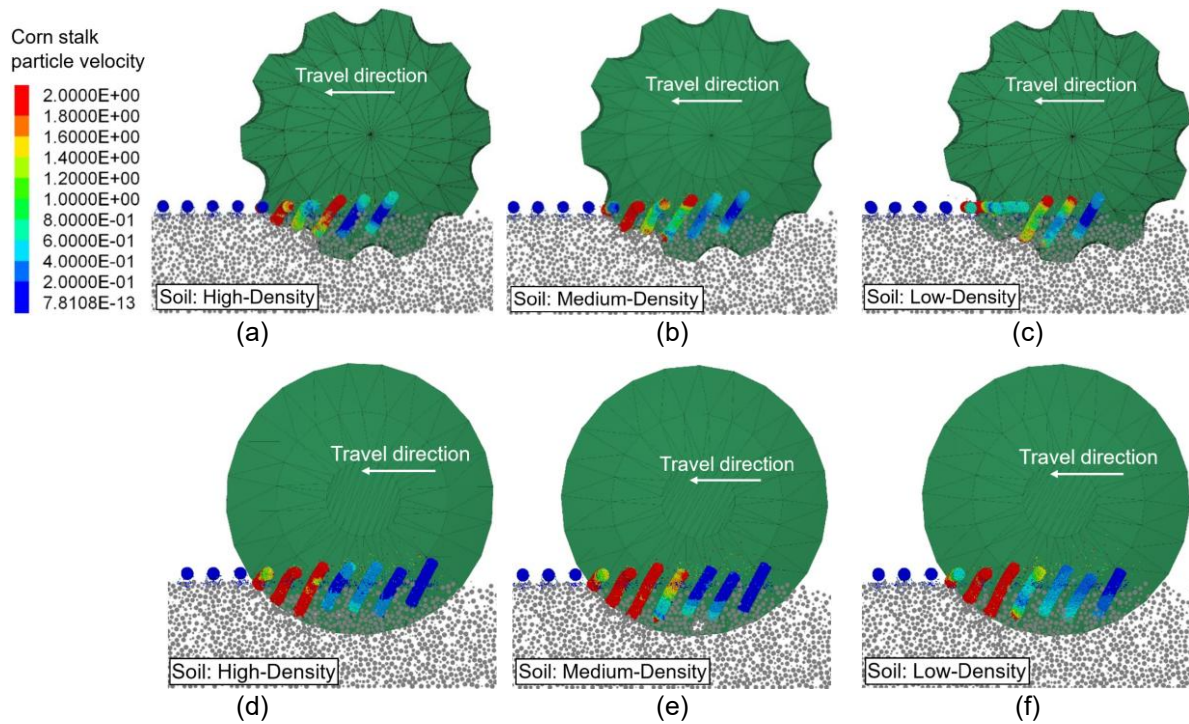 Corn stalk
particle velocity
2.0000E+00
1.8000E+00
1.6000E+00
1.4000E+00
1.2000E+00
1.0000E+00
8.0000E-01
6.0000E-01
4.0000E-01
2.0000E-01
7.8108E-13
Travel direction
Soil: High-Density
(a)
Travel direction
Soil: Medium-Density
(b)
Travel direction
Soil: Low-Density
(c)
Travel direction
Soil: High-Density
(d)
Travel direction
Soil: Medium-Density
(e)
Travel direction
Soil: Low-Density
(f)